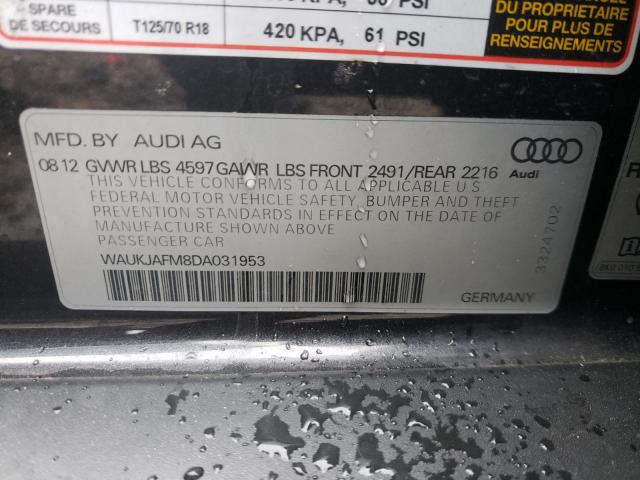 SPARE
DE SECOURS
T125/70 R18
420 KPA, 61 PSI
DU PROPRIÉTAIRE
POUR PLUS DE
RENSEIGNEMENTS
MFD. BY AUDI AG
08 12 GVWR LBS 4597 GAWR LBS FRONT 2491/REAR 2216
THIS VEHICLE CONFORMS TO ALL APPLICABLE U S
FEDERAL MOTOR VEHICLE SAFETY, BUMPER AND THEFT
PREVENTION STANDARDS IN EFFECT ON THE DATE OF
MANUFACTURE SHOWN ABOVE
PASSENGER CAR
WAUKJAFM8DA031953
Audi
3324702
GERMANY